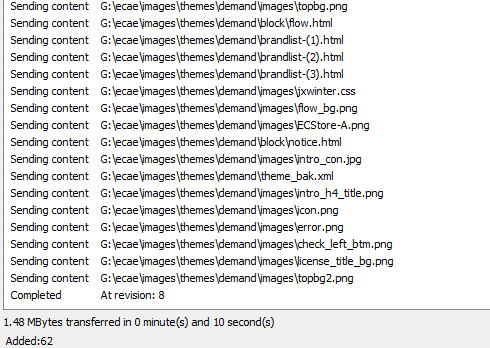 Sending content G:\ecae\images\themes\demand\images\topbg.png
Sending content G:\ecae\images\themes\demand\block\flow.html
Sending content G:\ecae\images\themes\demand\brandlist-(1).html
Sending content G:\ecae\images\themes\demand\brandlist-(2).html
Sending content G:\ecae\images\themes\demand\brandlist-(3).html
Sending content G:\ecae\images\themes\demand\images\jxwinter.css
Sending content G:\ecae\images\themes\demand\images\flow_bg.png
Sending content G:\ecae\images\themes\demand\images\ECStore-A.png
Sending content G:\ecae\images\themes\demand\block\notice.html
Sending content G:\ecae\images\themes\demand\images\intro_con.jpg
Sending content G:\ecae\images\themes\demand\theme_bak.xml
Sending content G:\ecae\images\themes\demand\images\intro_h4_title.png
Sending content G:\ecae\images\themes\demand\images\icon.png
Sending content G:\ecae\images\themes\demand\images\error.png
Sending content G:\ecae\images\themes\demand\images\check_left_btm.png
Sending content G:\ecae\images\themes\demand\images\license_title_bg.png
Sending content G:\ecae\images\themes\demand\images\topbg2.png
Completed At revision: 8
1.48 MBytes transferred in 0 minute(s) and 10 second(s)
Added:62